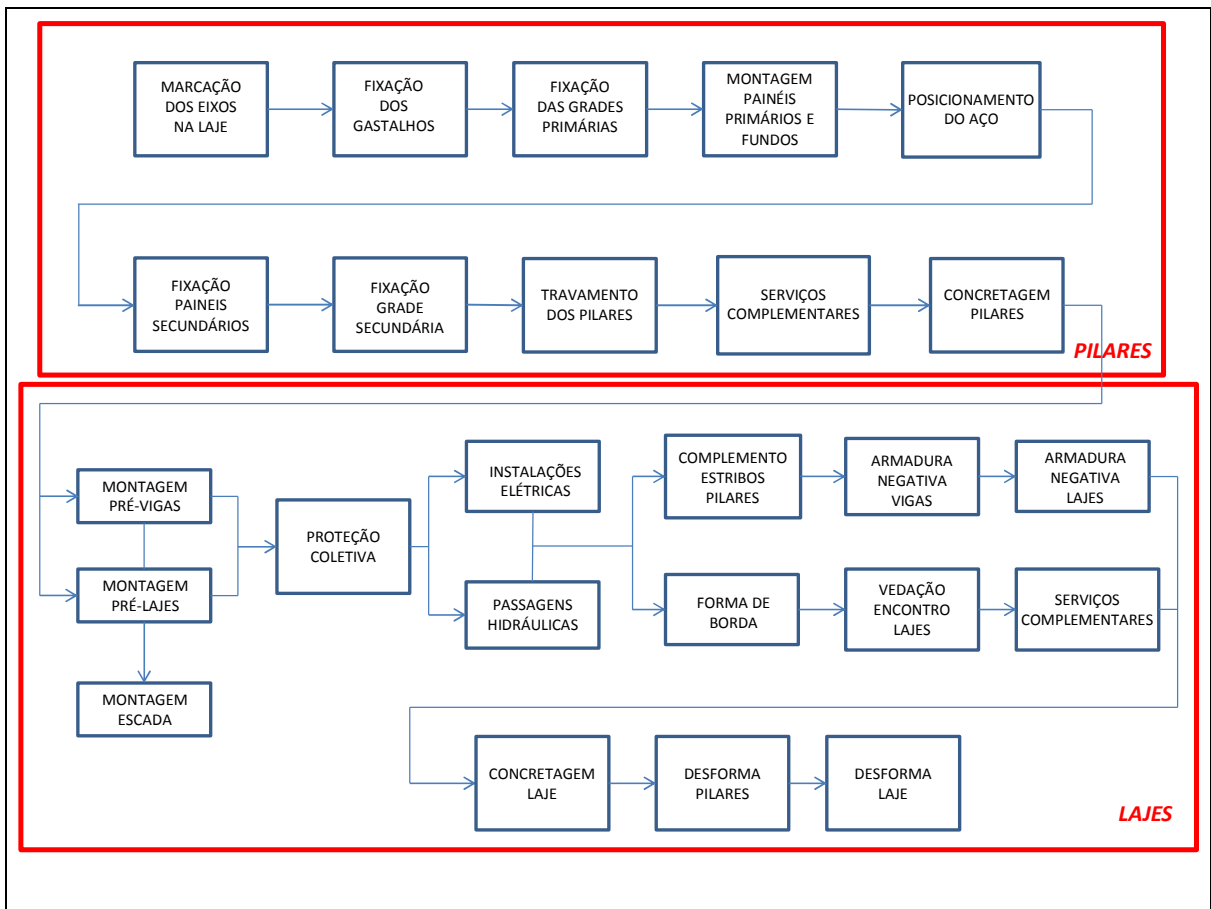 MARCAÇÃO
DOS EIXOS
NA LAJE
FIXAÇÃO
DOS
GASTALHOS
FIXAÇÃO
DAS GRADES
PRIMÁRIAS
MONTAGEM
PAINÉIS
PRIMÁRIOS E
FUNDOS
POSICIONAMENTO
DO AÇO
FIXAÇÃO
PAINEIS
SECUNDÁRIOS
FIXAÇÃO
GRADE
SECUNDÁRIA
TRAVAMENTO
DOS PILARES
SERVIÇOS
COMPLEMENTARES
CONCRETAGEM
PILARES
PILARES
MONTAGEM
PRÉ-VIGAS
MONTAGEM
PRÉ-LAJES
MONTAGEM
ESCADA
PROTEÇÃO
COLETIVA
INSTALAÇÕES
ELÉTRICAS
PASSAGENS
HIDRÁULICAS
COMPLEMENTO
ESTRIBOS
PILARES
ARMADURA
NEGATIVA
VIGAS
ARMADURA
NEGATIVA
LAJES
FORMA DE
BORDA
VEDAÇÃO
ENCONTRO
LAJES
SERVIÇOS
COMPLEMENTARES
CONCRETAGEM
LAJE
DESFORMA
PILARES
DESFORMA
LAJE
LAJES